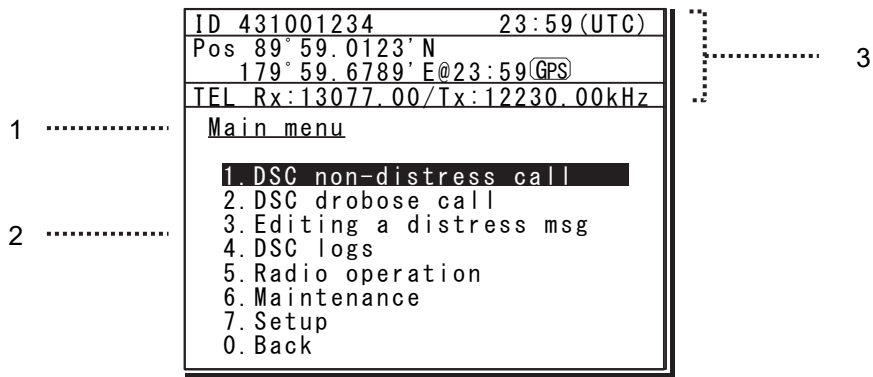 ID 431001234 23:59(UTC)
Pos 89°59.0123'N
179°59.6789'E@23:59 GPS
TEL Rx:13077.00/Tx:12230.00kHz
3
1
Main menu
1.DSC non-distress call
2.DSC drobose call
2
3.Editing a distress msg
4.DSC logs
5.Radio operation
6.Maintenance
7.Setup
0.Back